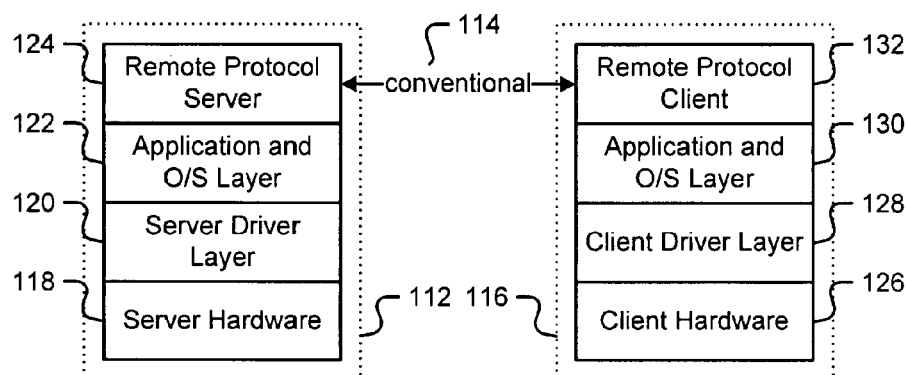 114
124
Remote Protocol
Server
conventional
Remote Protocol
Client
132
122
Application and
O/S Layer
Application and
O/S Layer
130
120
Server Driver
Layer
Client Driver Layer
128
118
Server Hardware
112
116
Client Hardware
126